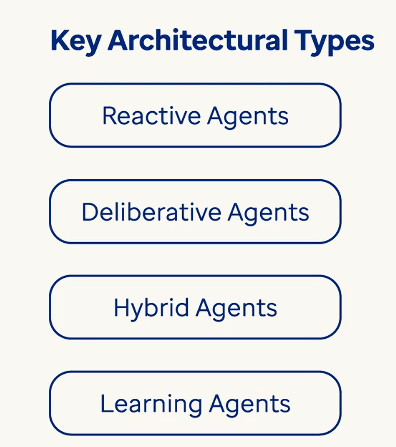 Key Architectural Types
Reactive Agents
Deliberative Agents
Hybrid Agents
Learning Agents